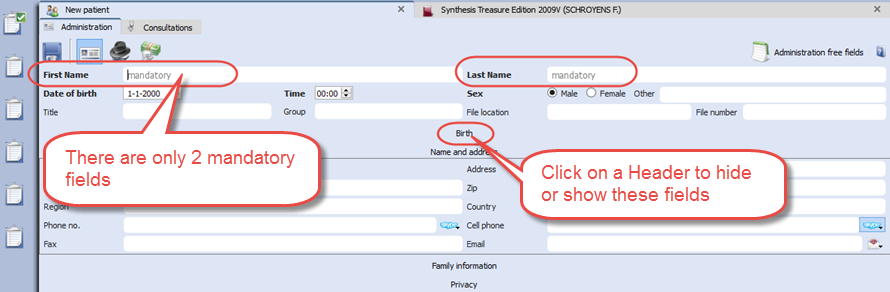 New patient
Synthesis Treasure Edition 2009V (SCHROYENS F.)
Administration
Consultations
Administration free fields
First Name mandatory Last Name mandatory
Date of birth 1-1-2000 Time 00:00 Sex Male Female Other
Title Group File location File number
Birth
Name and address
There are only 2 mandatory
fields
Click on a Header to hide
or show these fields
Address
Zip
Region Country
Phone no. Cell phone
Fax Email
Family information
Privacy